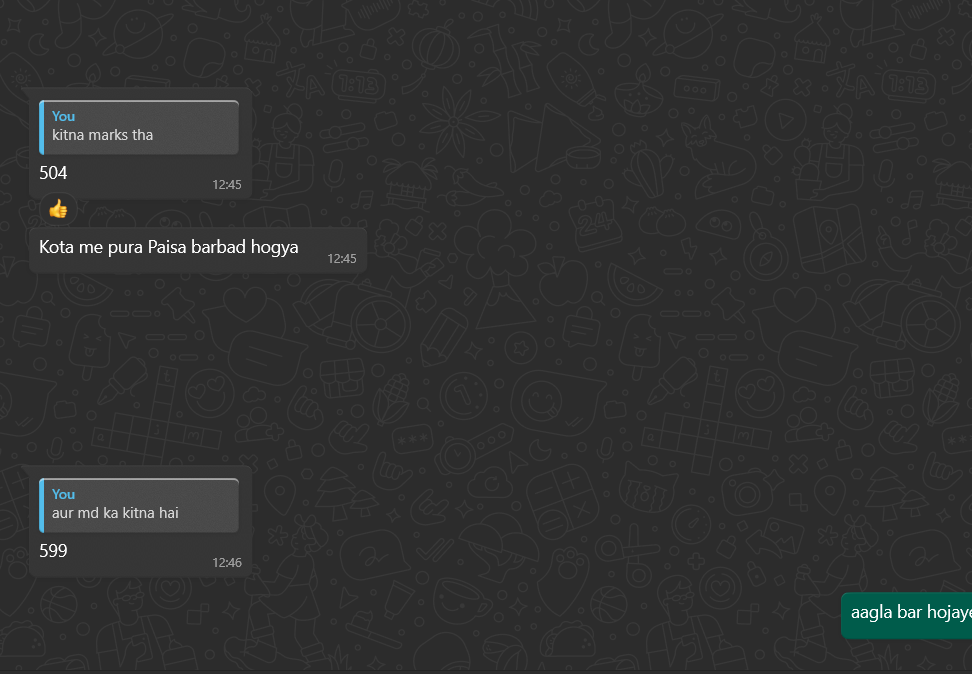 You
kitna marks tha
504
12:45
👍
Kota me pura Paisa barbad hogya
12:45
You
aur md ka kitna hai
599
12:46
aagla bar hojaye